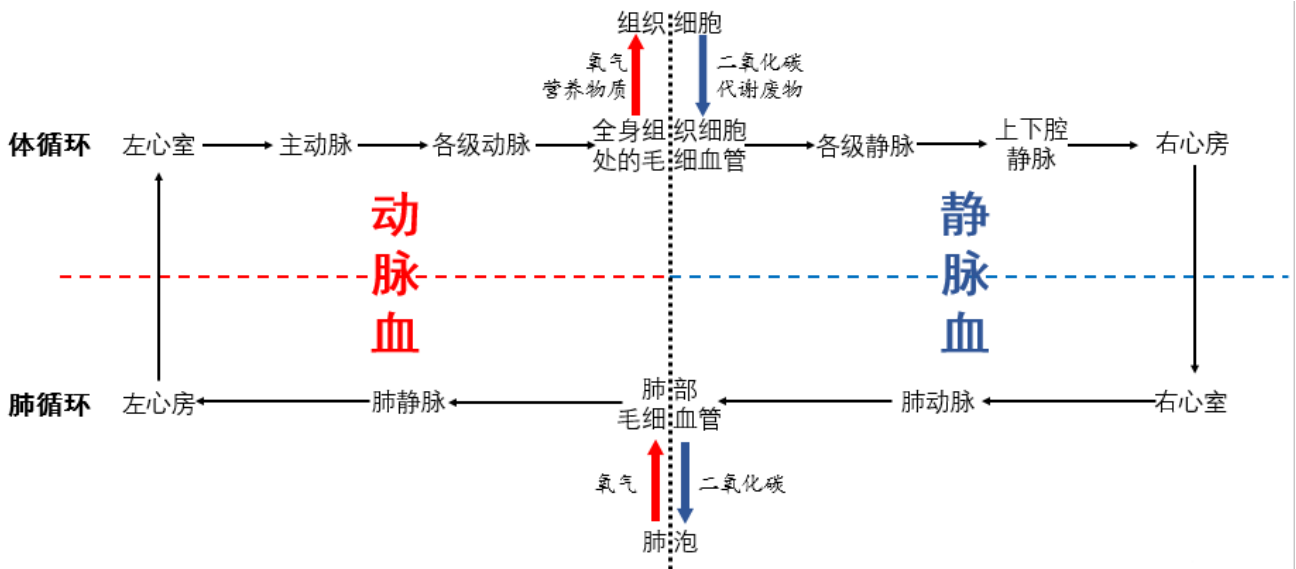 组织细胞
氧气
营养物质
二氧化碳
代谢废物
体循环
左心室
主动脉
各级动脉
全身组织细胞
处的毛细血管
各级静脉
上下腔
静脉
右心房
动
脉
血
静
脉
血
肺循环
左心房
肺静脉
肺部
毛细血管
肺动脉
右心室
氧气
二氧化碳
肺泡